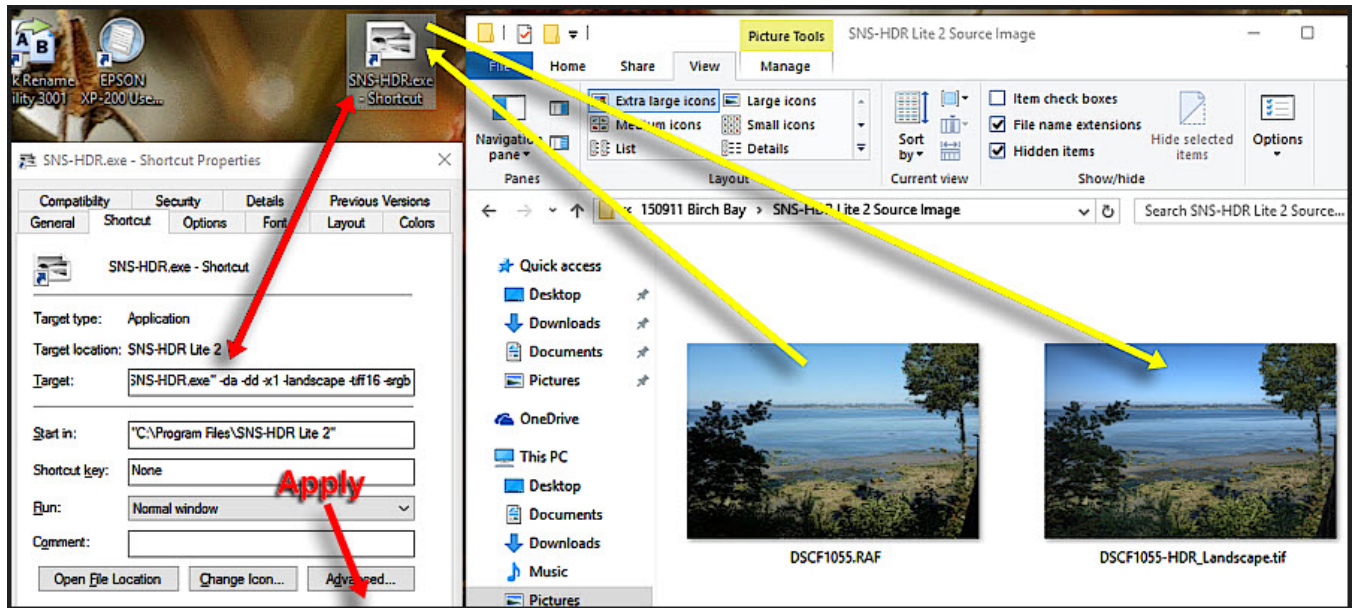 k Rename
ility 3001
EPSON
XP-200 Use...
SNS-HDR.exe
- Shortcut
SNS-HDR.exe - Shortcut Properties
Compatibility Security Details Previous Versions
General Shortcut Options Font Layout Colors
SNS-HDR.exe - Shortcut
Target type: Application
Target location: SNS-HDR Lite 2
Target: SNS-HDR.exe" -da -dd -x1 -landscape -tiff16 -srgb
Start in: "C:\Program Files\SNS-HDR Lite 2"
Shortcut key: None
Apply
Run: Normal window
Comment:
Open File Location Change Icon... Advanced...
Picture Tools SNS-HDR Lite 2 Source Image
File Home Share View Manage
Navigation
pane
Extra large icons Large icons
Medium icons Small icons
List Details
Sort
by
Item check boxes
File name extensions
Hidden items
Hide selected
items
Options
Panes Layout Current view Show/hide
150911 Birch Bay > SNS-HDR Lite 2 Source Image
Search SNS-HDR Lite 2 Source...
Quick access
Desktop
Downloads
Documents
Pictures
OneDrive
This PC
Desktop
Documents
Downloads
Music
Pictures
DSCF1055.RAF
DSCF1055-HDR_Landscape.tif